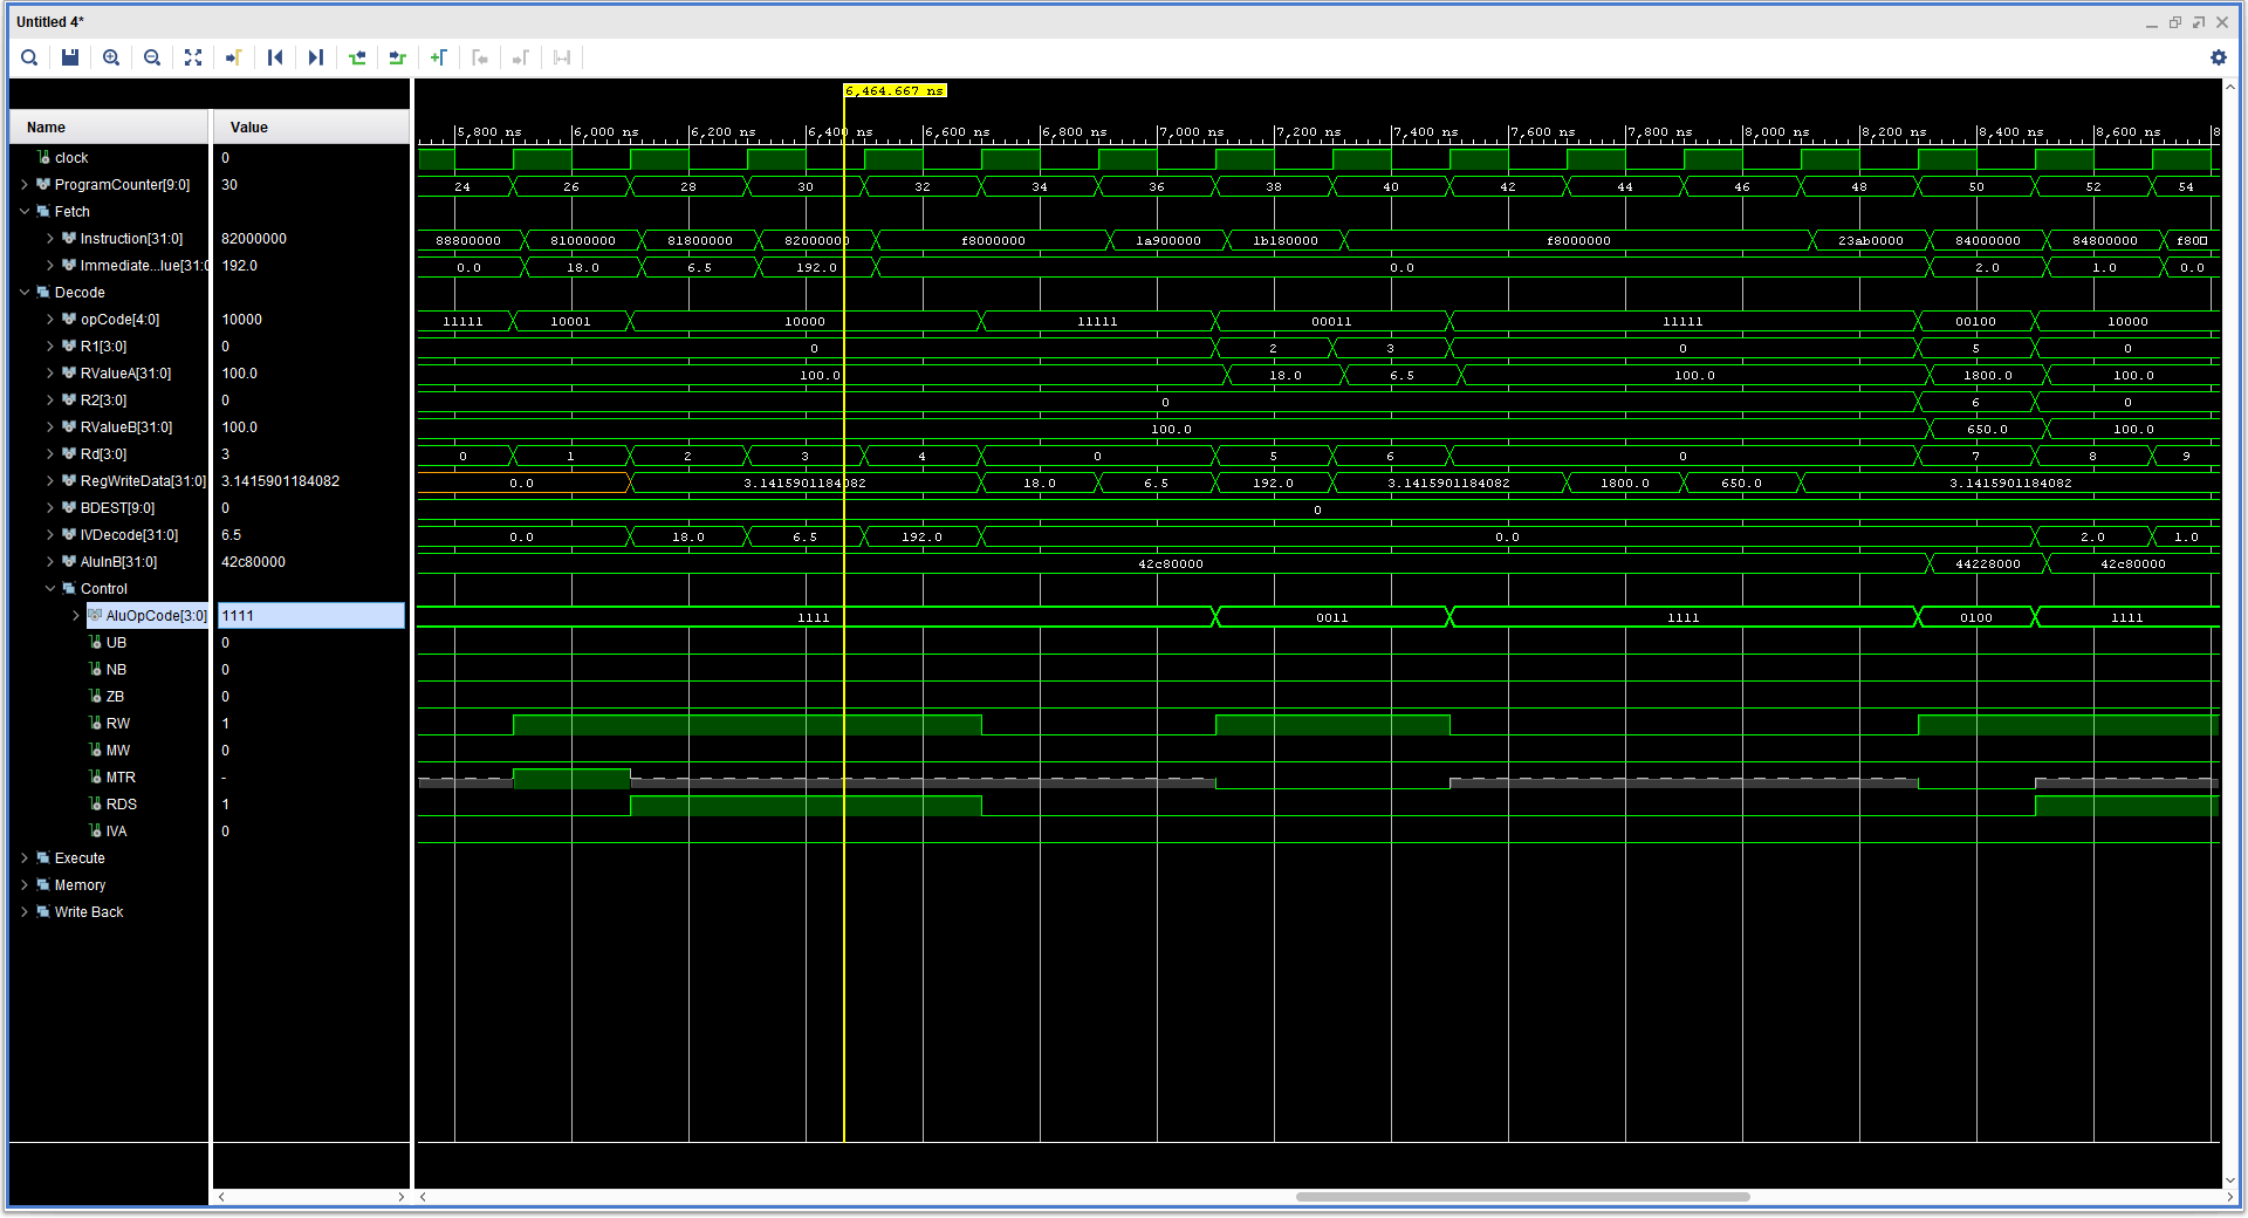 Untitled 4*
6,464.667 ns
Name Value
5,800 ns 6,000 ns 6,200 ns 6,400 ns 6,600 ns 6,800 ns 7,000 ns 7,200 ns 7,400 ns 7,600 ns 7,800 ns 8,000 ns 8,200 ns 8,400 ns 8,600 ns 8
clock 0
ProgramCounter[9:0] 30 24 26 28 30 32 34 36 38 40 42 44 46 48 50 52 54
Fetch
Instruction[31:0] 82000000 88800000 81000000 81800000 82000000 f8000000 1a900000 1b180000 f8000000 23ab0000 84000000 84800000 f80
Immediate...lue[31:0 192.0 0.0 18.0 6.5 192.0 0.0 2.0 1.0 0.0
Decode
opCode[4:0] 10000 11111 10001 10000 11111 00011 11111 00100 10000
R1[3:0] 0 0 2 3 0 5 0
RValueA[31:0] 100.0 100.0 18.0 6.5 100.0 1800.0 100.0
R2[3:0] 0 0 6 0
RValueB[31:0] 100.0 100.0 650.0 100.0
Rd[3:0] 3 0 1 2 3 4 0 5 6 0 7 8 9
RegWriteData[31:0] 3.1415901184082 0.0 3.1415901184082 18.0 6.5 192.0 3.1415901184082 1800.0 650.0 3.1415901184082
BDEST[9:0] 0 0
IVDecode[31:0] 6.5 0.0 18.0 6.5 192.0 0.0 2.0 1.0
AluInB[31:0] 42c80000 42c80000 44228000 42c80000
Control
AluOpCode[3:0] 1111 1111 0011 1111 0100 1111
UB 0
NB 0
ZB 0
RW 1
MW 0
MTR -
RDS 1
IVA 0
Execute
Memory
Write Back